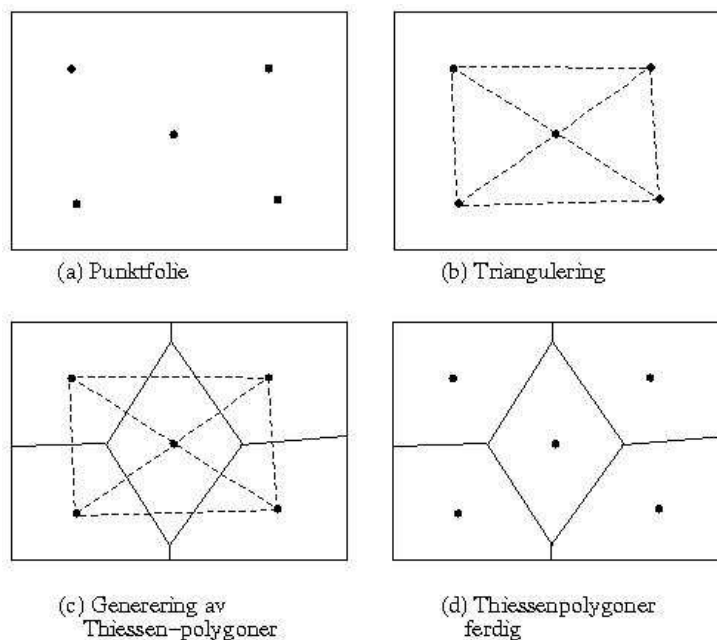 (a) Punktfolie
(b) Triangulering
(c) Generering av
Thiessen-polygoner
(d) Thiessenpolygoner
ferdig